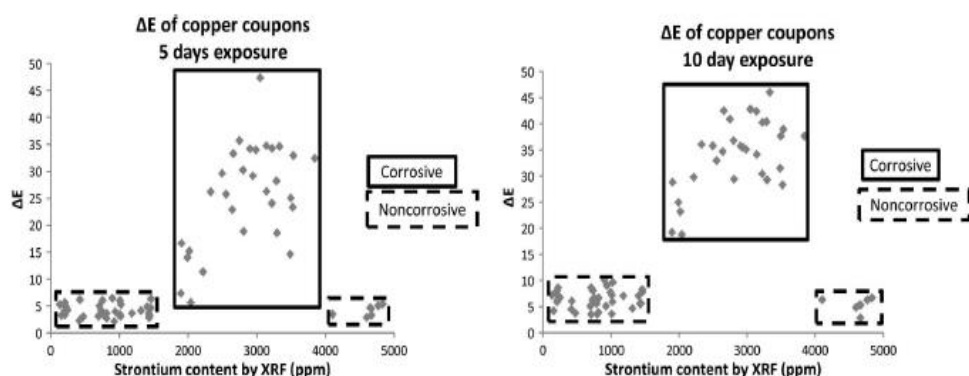 ΔE of copper coupons
5 days exposure
50
45
40
35
30
25
20
15
10
5
0
ΔE
0 1000 2000 3000 4000 5000
Strontium content by XRF (ppm)
Corrosive
Noncorrosive
ΔE of copper coupons
10 day exposure
50
45
40
35
30
25
20
15
10
5
0
ΔE
0 1000 2000 3000 4000 5000
Strontium content by XRF (ppm)
Corrosive
Noncorrosive